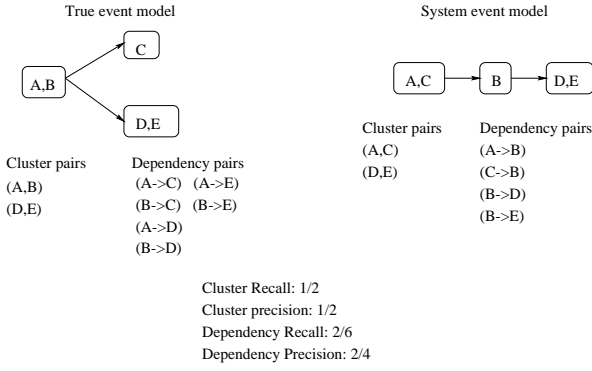 True event model
C
A,B
D,E
Cluster pairs
(A,B)
(D,E)
Dependency pairs
(A->C) (A->E)
(B->C) (B->E)
(A->D)
(B->D)
System event model
A,C
B
D,E
Cluster pairs
(A,C)
(D,E)
Dependency pairs
(A->B)
(C->B)
(B->D)
(B->E)
Cluster Recall: 1/2
Cluster precision: 1/2
Dependency Recall: 2/6
Dependency Precision: 2/4